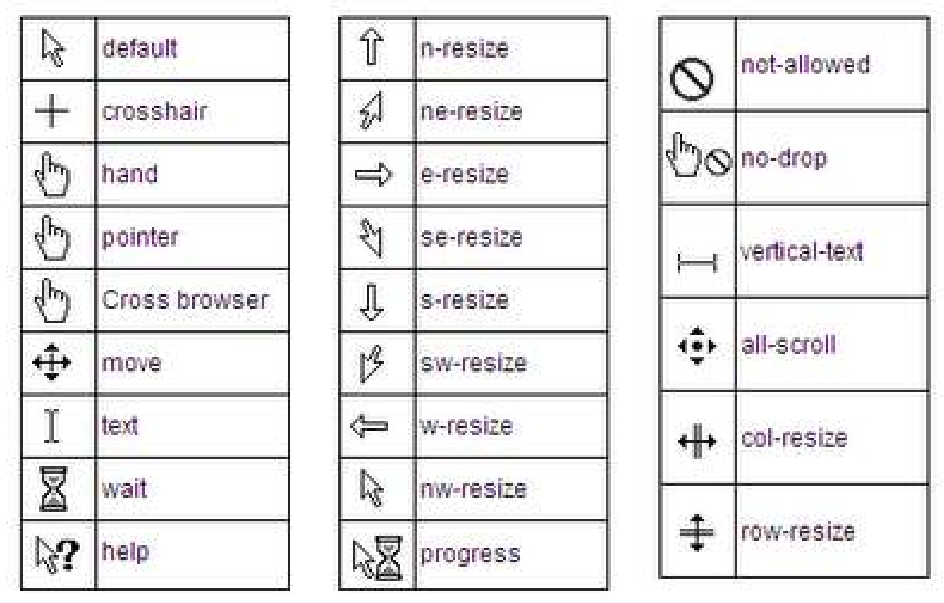 default
crosshair
hand
pointer
Cross browser
move
text
wait
help
n-resize
ne-resize
e-resize
se-resize
s-resize
sw-resize
w-resize
nw-resize
progress
not-allowed
no-drop
vertical-text
all-scroll
col-resize
row-resize